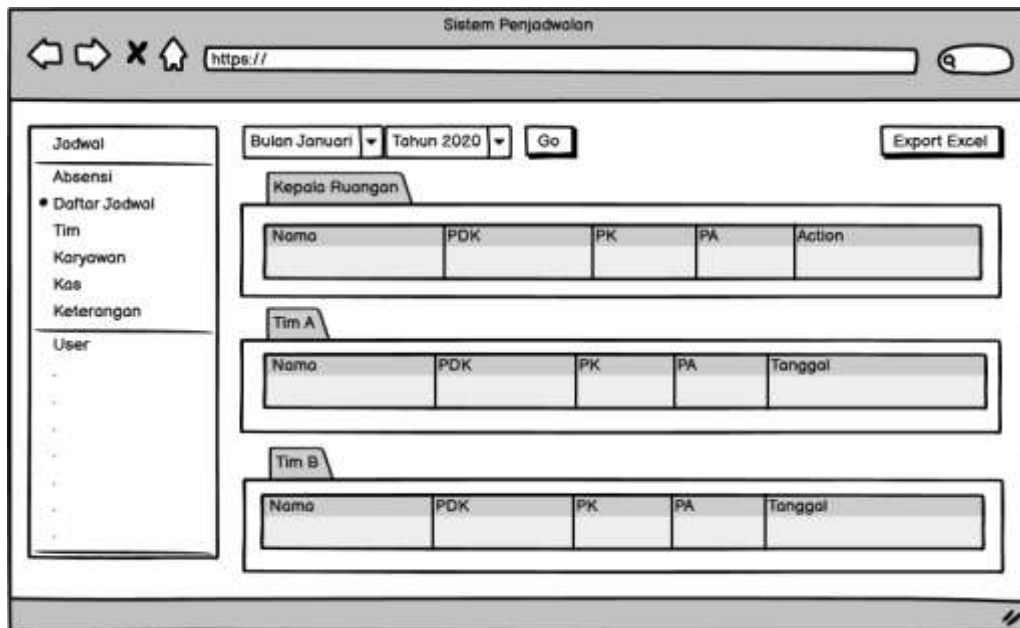 Sistem Penjadwalan
https://
Jadwal
Absensi
Daftar Jadwal
Tim
Karyawan
Kas
Keterangan
User
Bulan Januari Tahun 2020 Go Export Excel
Kepala Ruangan
Nama PDK PK PA Action
Tim A
Nama PDK PK PA Tanggal
Tim B
Nama PDK PK PA Tanggal